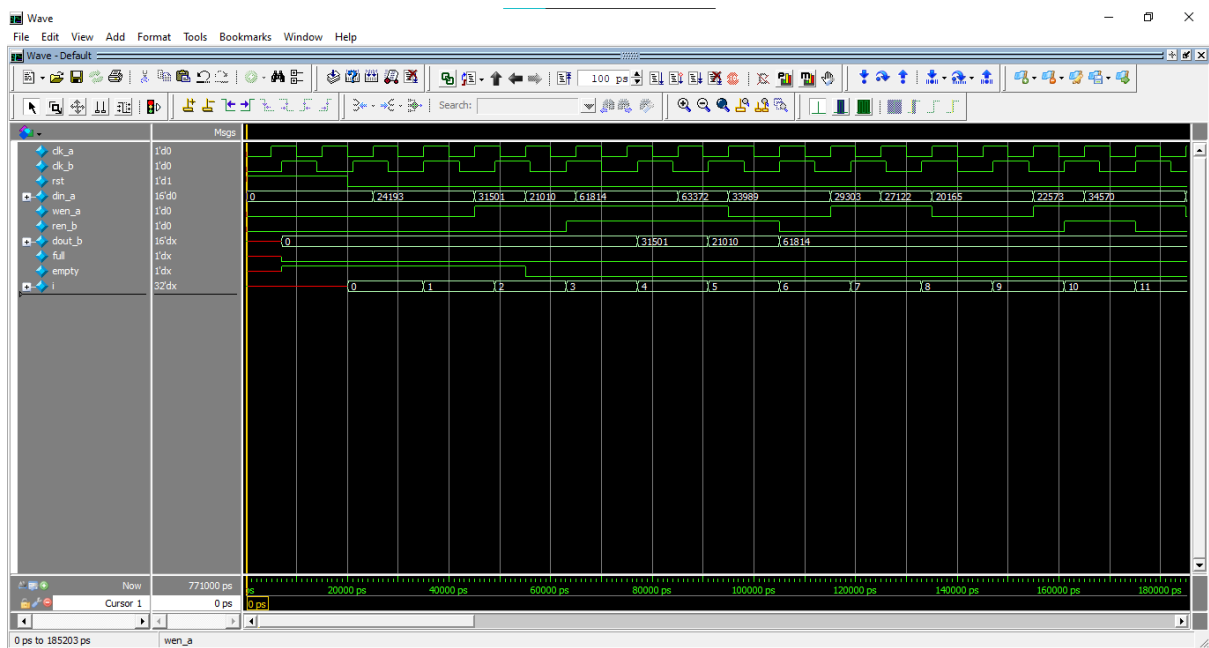 Wave
File Edit View Add Format Tools Bookmarks Window Help
Wave - Default
100 ps
Search:
Msgs
clk_a 1'd0
clk_b 1'd0
rst 1'd1
din_a 16'd0 0 24193 31501 21010 61814 63372 33989 29303 27122 20165 22573 34570
wen_a 1'd0
ren_b 1'd0
dout_b 16'dx 0 31501 21010 61814
full 1'dx
empty 1'dx
i 32'dx 0 1 2 3 4 5 6 7 8 9 10 11
Now 771000 ps ps 20000 ps 40000 ps 60000 ps 80000 ps 100000 ps 120000 ps 140000 ps 160000 ps 180000 ps
Cursor 1 0 ps 0 ps
0 ps to 185203 ps wen_a